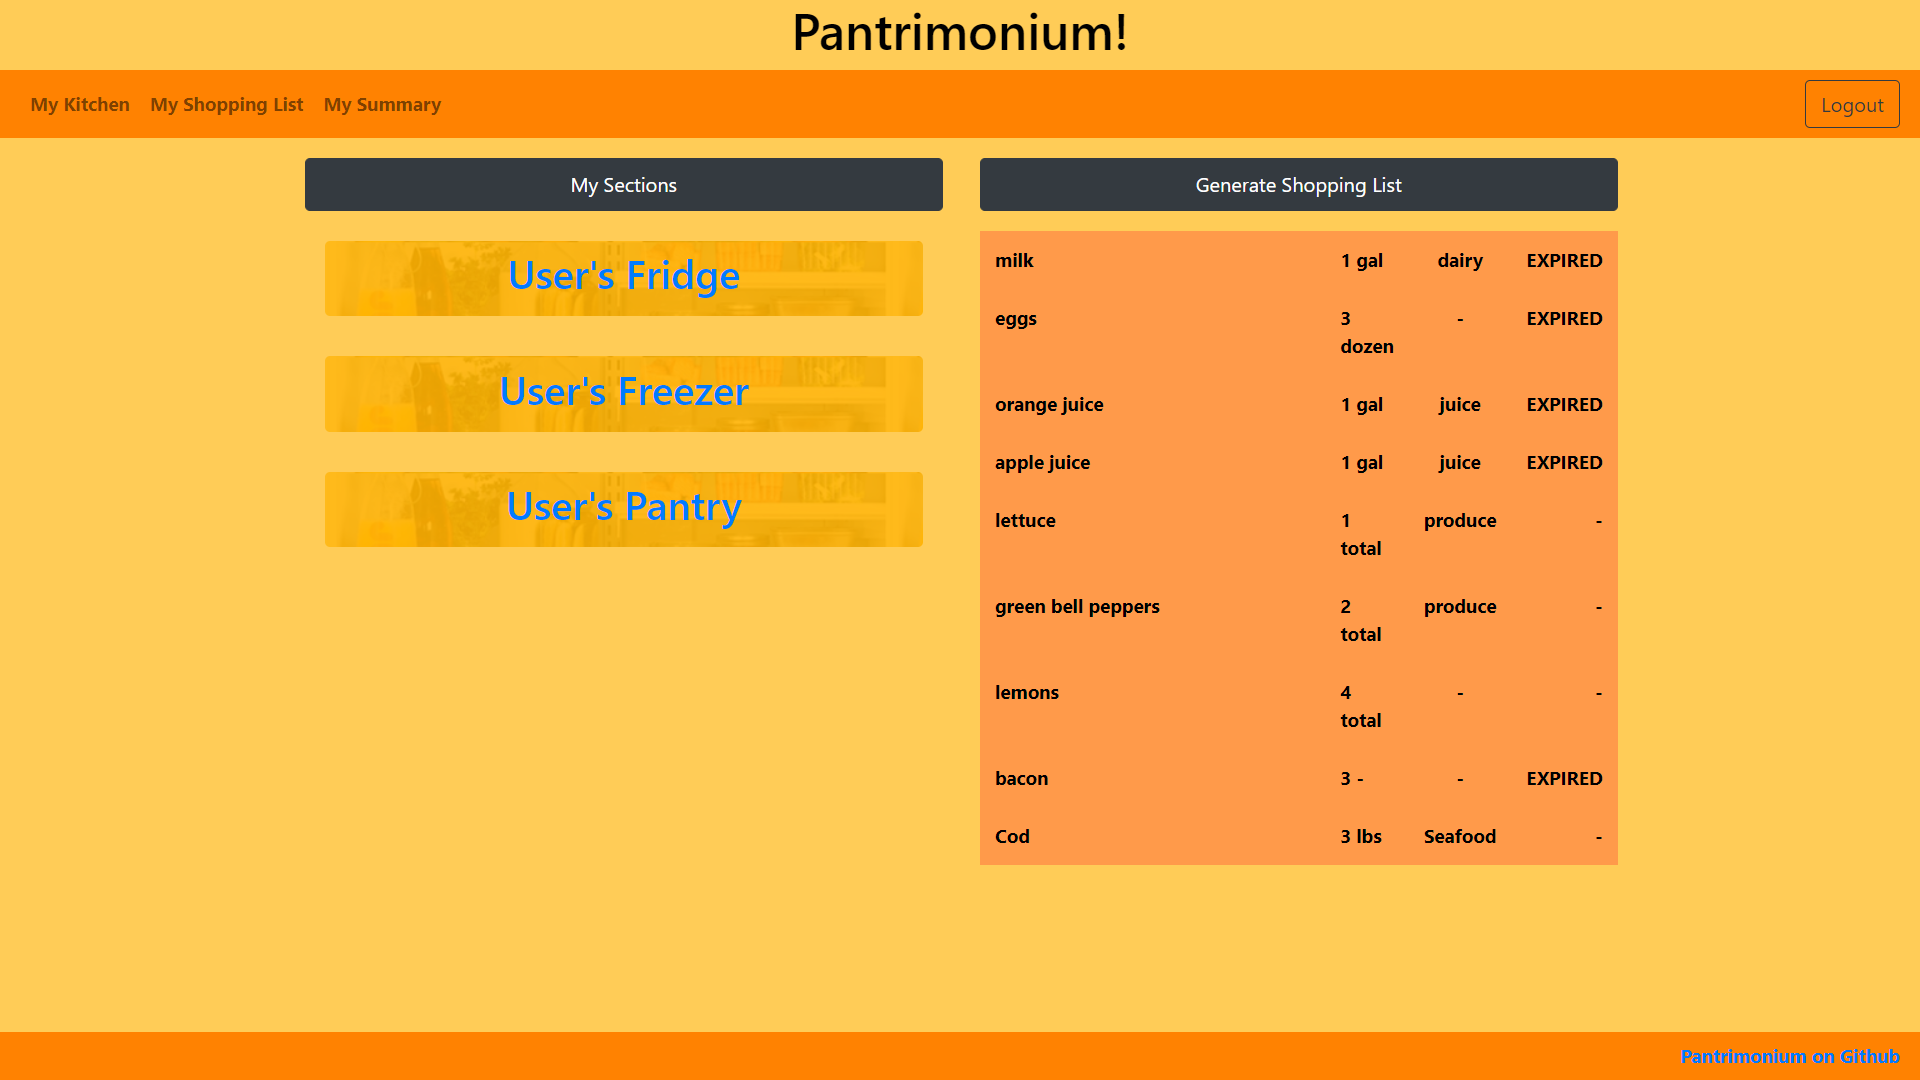 Pantrimonium!
My Kitchen My Shopping List My Summary Logout
My Sections
User's Fridge
User's Freezer
User's Pantry
Generate Shopping List
milk 1 gal dairy EXPIRED
eggs 3 - EXPIRED
dozen
orange juice 1 gal juice EXPIRED
apple juice 1 gal juice EXPIRED
lettuce 1 produce -
total
green bell peppers 2 produce -
total
lemons 4 - -
total
bacon 3 - - EXPIRED
Cod 3 lbs Seafood -
Pantrimonium on Github